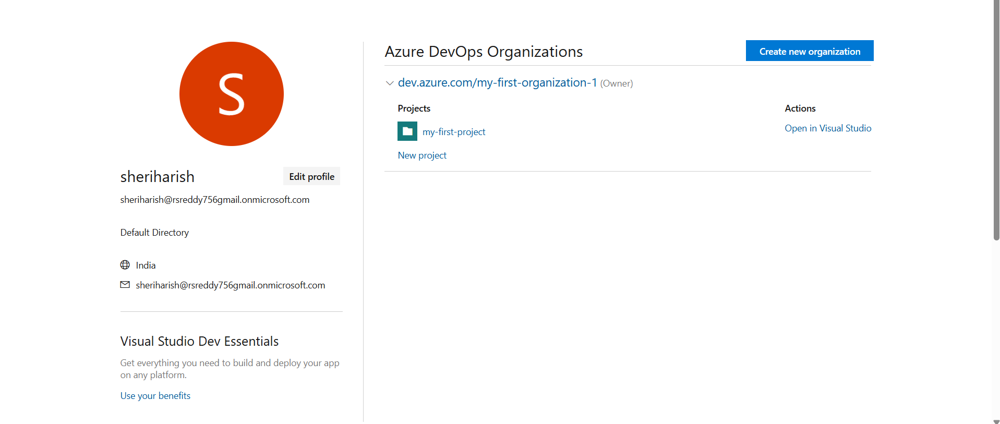 S
sheriharish
Edit profile
sheriharish@rsreddy756gmail.onmicrosoft.com
Default Directory
India
sheriharish@rsreddy756gmail.onmicrosoft.com
Visual Studio Dev Essentials
Get everything you need to build and deploy your app
on any platform.
Use your benefits
Azure DevOps Organizations
Create new organization
dev.azure.com/my-first-organization-1 (Owner)
Projects
Actions
my-first-project
Open in Visual Studio
New project